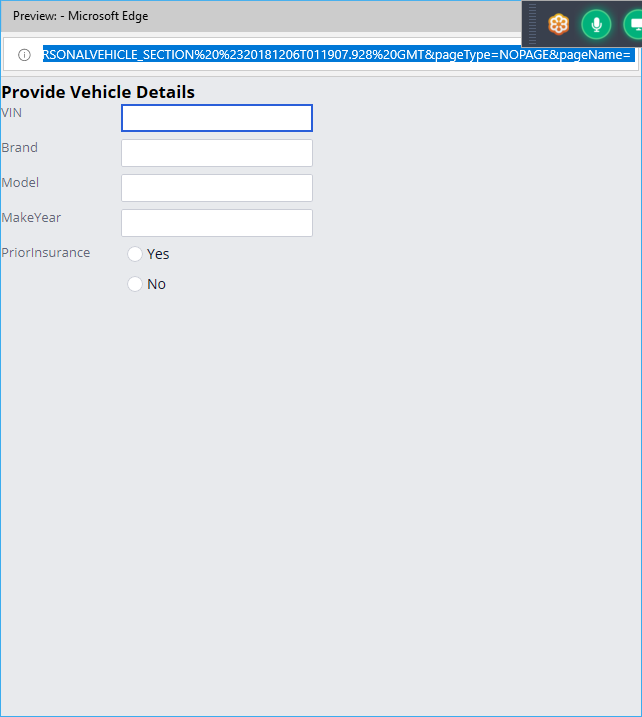 Preview: - Microsoft Edge
RSONALVEHICLE_SECTION%20%2320181206T011907.928%20GMT&pageType=NOPAGE&pageName=
Provide Vehicle Details
VIN
Brand
Model
MakeYear
PriorInsurance
Yes
No